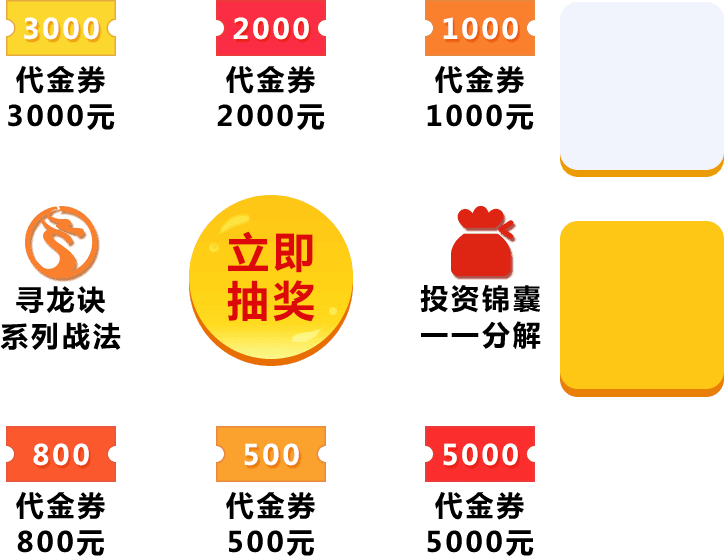 3000
2000
1000
代金券
3000元
代金券
2000元
代金券
1000元
立即
抽奖
寻龙诀
系列战法
投资锦囊
一一分解
800
500
5000
代金券
800元
代金券
500元
代金券
5000元